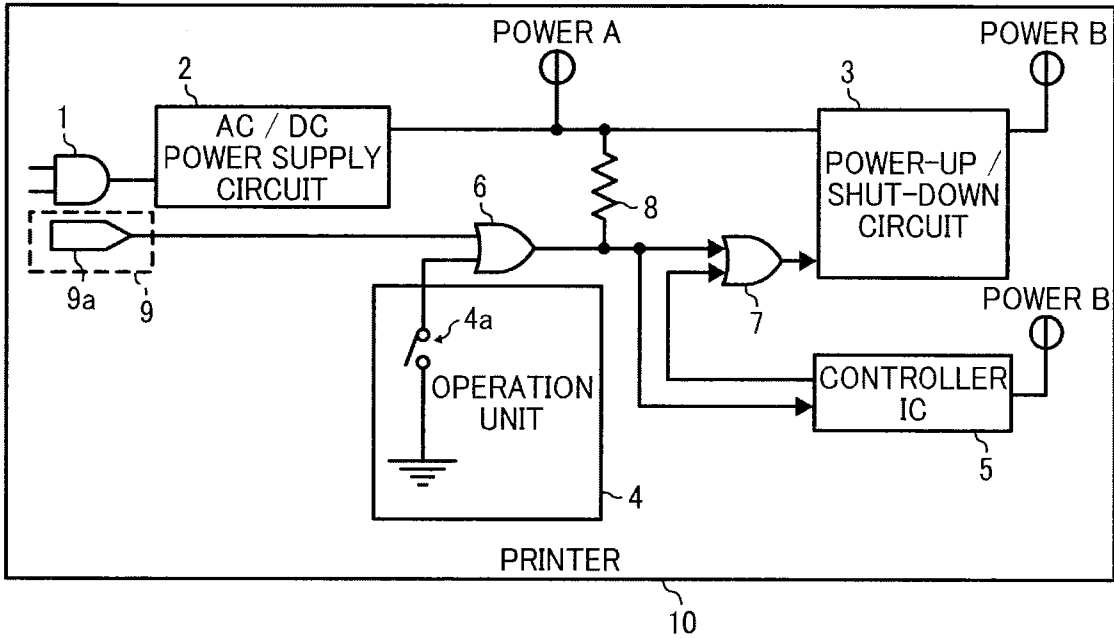 POWER A
POWER B
2
3
1
AC / DC
POWER SUPPLY
CIRCUIT
POWER-UP /
SHUT-DOWN
CIRCUIT
6
8
9a
9
7
POWER B
4a
OPERATION
UNIT
CONTROLLER
IC
5
4
PRINTER
10